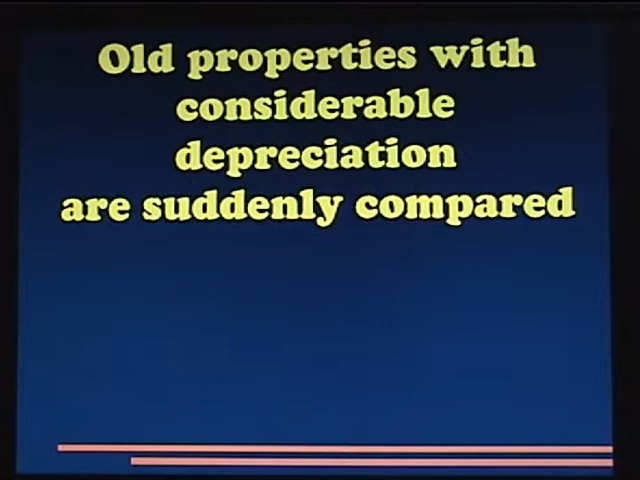 Old properties with
considerable
depreciation
are suddenly compared